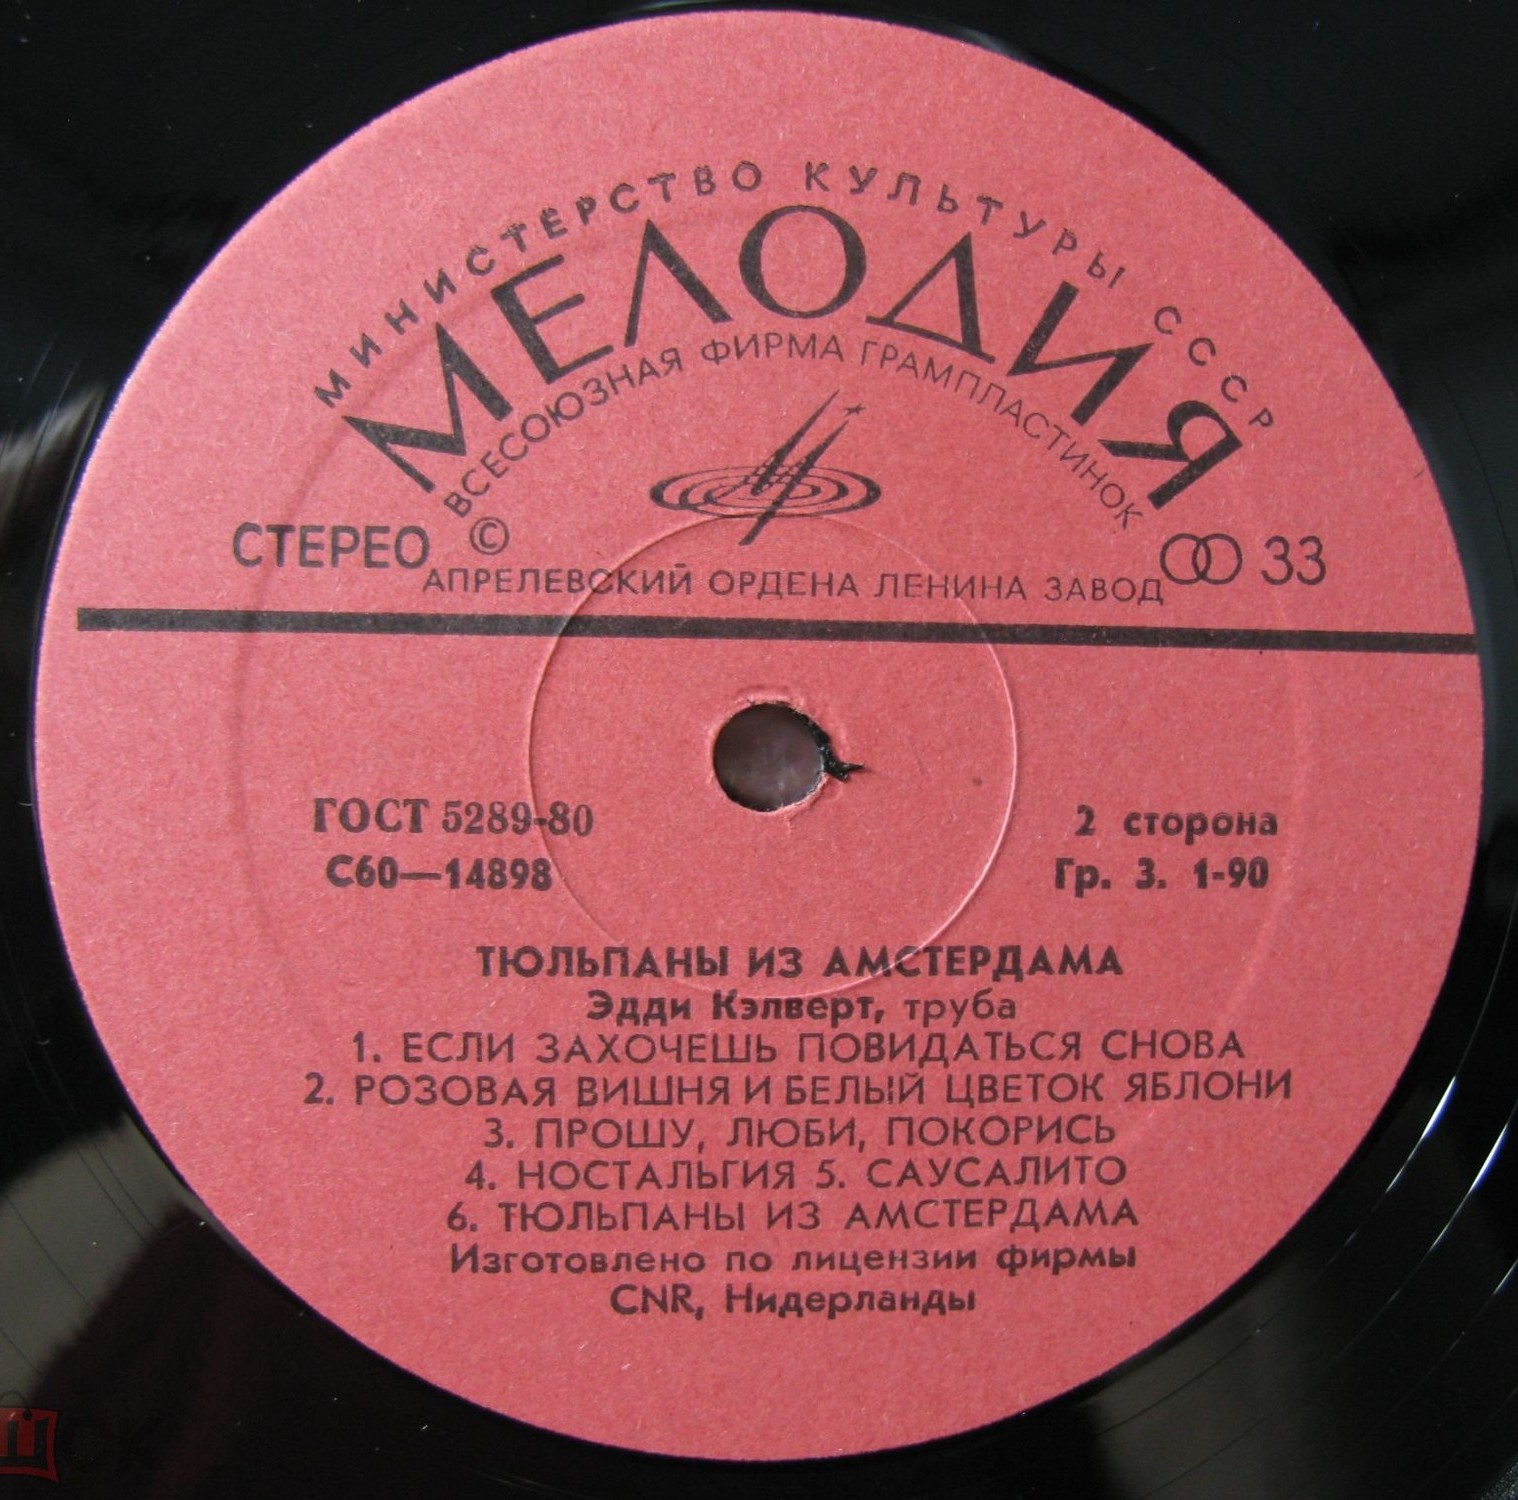 МИНИСТЕРСТВО КУЛЬТУРЫ СССР
МЕЛОДИЯ
ВСЕСОЮЗНАЯ ФИРМА ГРАМПЛАСТИНОК
СТЕРЕО © 33
АПРЕЛЕВСКИЙ ОРДЕНА ЛЕНИНА ЗАВОД
ГОСТ 5289-80 2 сторона
С60—14898 Гр. 3. 1-90
ТЮЛЬПАНЫ ИЗ АМСТЕРДАМА
Эдди Кэлверт, труба
1. ЕСЛИ ЗАХОЧЕШЬ ПОВИДАТЬСЯ СНОВА
2. РОЗОВАЯ ВИШНЯ И БЕЛЫЙ ЦВЕТОК ЯБЛОНИ
3. ПРОШУ, ЛЮБИ, ПОКОРИСЬ
4. НОСТАЛЬГИЯ 5. САУСАЛИТО
6. ТЮЛЬПАНЫ ИЗ АМСТЕРДАМА
Изготовлено по лицензии фирмы
CNR, Нидерланды